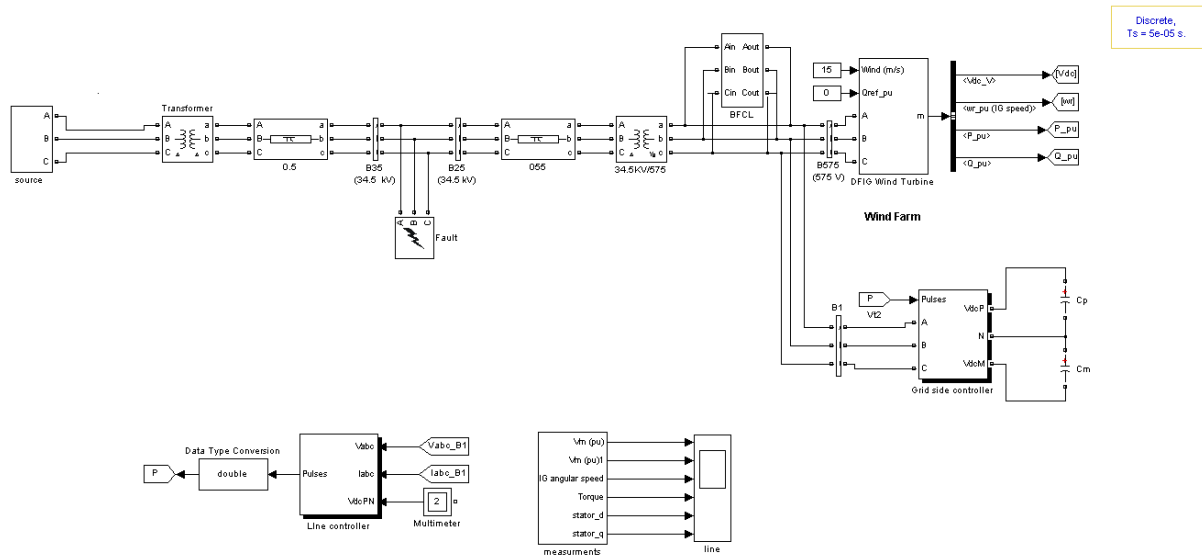 Discrete,
Ts = 5e-05 s.
Ain Aout
Bin Bout
Cin Cout
BFCL
15
0
Wind (m/s)
Qref_pu
A
B
C
m
DFIG Wind Turbine
<Vdc_V>
[Vdc]
<wr_pu (IG speed)>
[wr]
<P_pu>
P_pu
<Q_pu>
Q_pu
Wind Farm
A
B
C
source
Transformer
A a
B b
C c
A a
B b
C c
0.5
B35
(34.5 kV)
A B C
Fault
B25
(34.5 kV)
A a
B b
C c
055
A a
B b
C c
34.5KV/575
B575
(575 V)
P
Vt2
B1
Pulses
A
B
C
VdcP
N
VdcM
Grid side controller
Cp
Cm
P
Data Type Conversion
double
Pulses
Vabc
Iabc
VdcPN
LIne controller
Vabc_B1
Iabc_B1
2
Multimeter
Vm (pu)
Vm (pu)1
IG angular speed
Torque
stator_d
stator_q
measurments
line